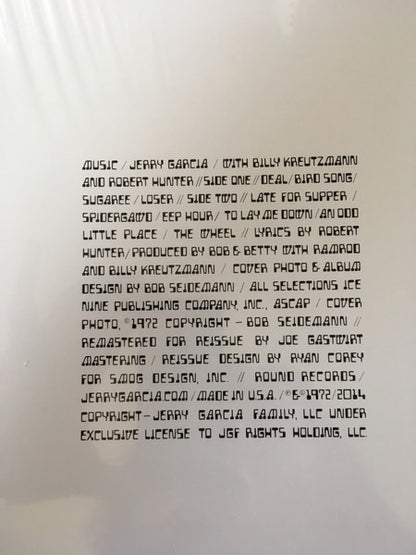 MUSIC / JERRY GARCIA / WITH BILLY KREUTZMANN
AND ROBERT HUNTER // SIDE ONE // DEAL / BIRD SONG /
SUGAREE / LOSER // SIDE TWO // LATE FOR SUPPER /
SPIDERGAWD / EEP HOUR / TO LAY ME DOWN / AN ODD
LITTLE PLACE / THE WHEEL // LYRICS BY ROBERT
HUNTER / PRODUCED BY BOB & BETTY WITH RAMROD
AND BILLY KREUTZMANN / COVER PHOTO & ALBUM
DESIGN BY BOB SEIDEMANN / ALL SELECTIONS ICE
NINE PUBLISHING COMPANY, INC., ASCAP / COVER
PHOTO, ©1972 COPYRIGHT – BOB SEIDEMANN //
REMASTERED FOR REISSUE BY JOE GASTWIRT
MASTERING / REISSUE DESIGN BY RYAN COREY
FOR SMOG DESIGN, INC. // ROUND RECORDS /
JERRYGARCIA.COM / MADE IN U.S.A. / ℗&©1972/2014
COPYRIGHT – JERRY GARCIA FAMILY, LLC UNDER
EXCLUSIVE LICENSE TO JGF RIGHTS HOLDING, LLC.